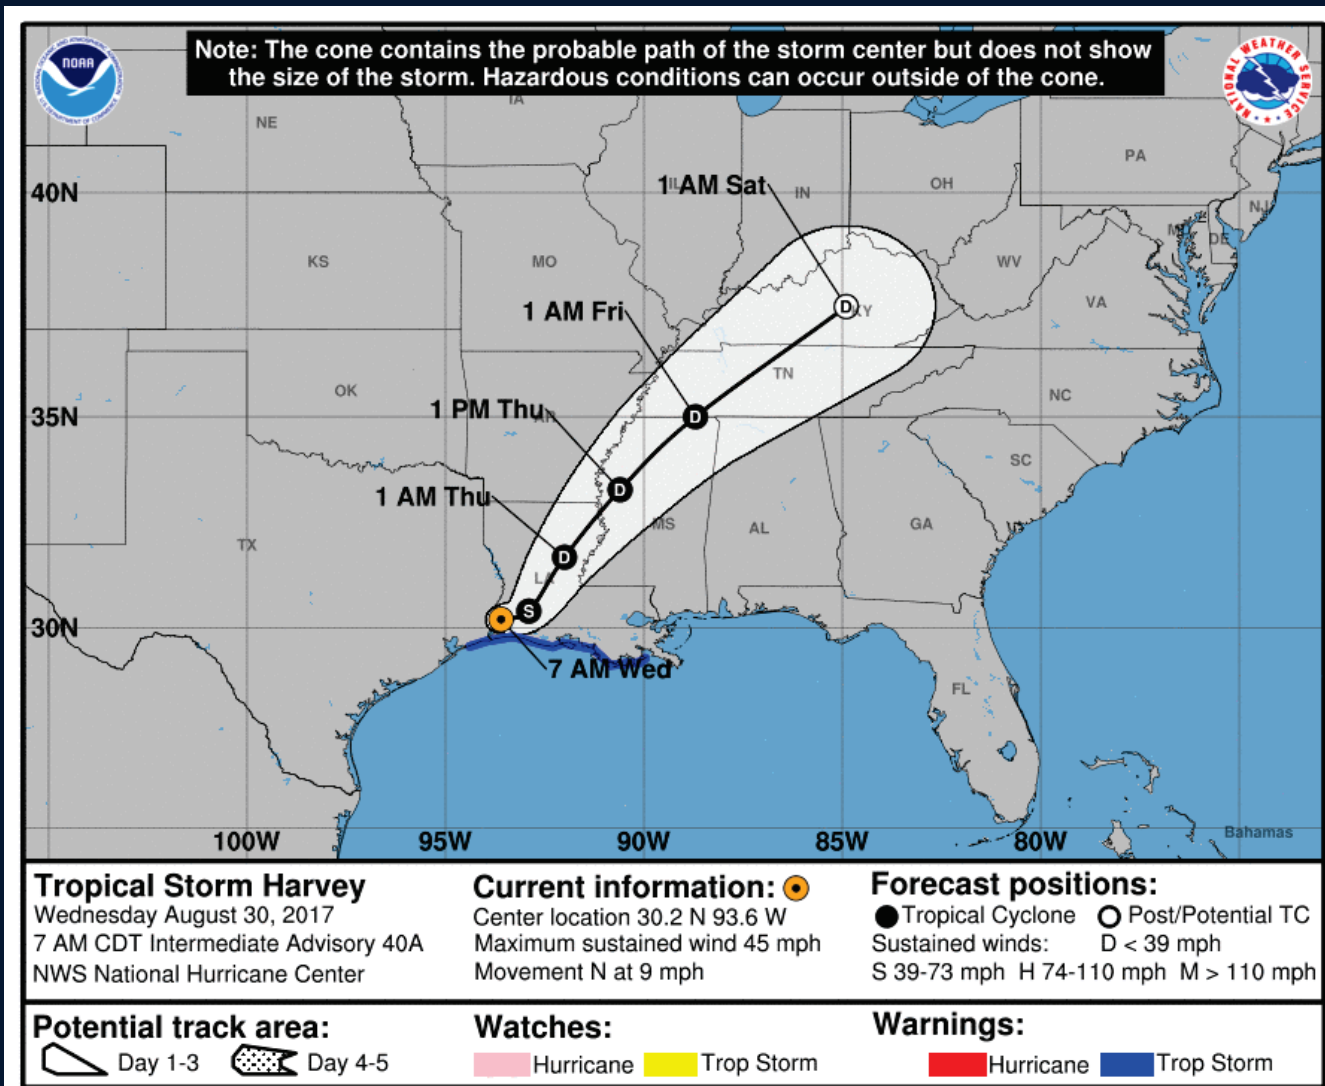 Note: The cone contains the probable path of the storm center but does not show
the size of the storm. Hazardous conditions can occur outside of the cone.
NOAA
NATIONAL WEATHER SERVICE
IA
NE
PA
40N
1 AM Sat
IL
IN
OH
NJ
MD
DE
KS
MO
WV
VA
1 AM Fri
D
KY
TN
OK
NC
35N
1 PM Thu
AR
D
SC
1 AM Thu
D
MS
AL
GA
TX
D
LA
S
30N
7 AM Wed
FL
100W
95W
90W
85W
80W
Bahamas
Tropical Storm Harvey
Wednesday August 30, 2017
7 AM CDT Intermediate Advisory 40A
NWS National Hurricane Center
Current information:
Center location 30.2 N 93.6 W
Maximum sustained wind 45 mph
Movement N at 9 mph
Forecast positions:
Tropical Cyclone Post/Potential TC
Sustained winds: D < 39 mph
S 39-73 mph H 74-110 mph M > 110 mph
Potential track area:
Day 1-3 Day 4-5
Watches:
Hurricane Trop Storm
Warnings:
Hurricane Trop Storm